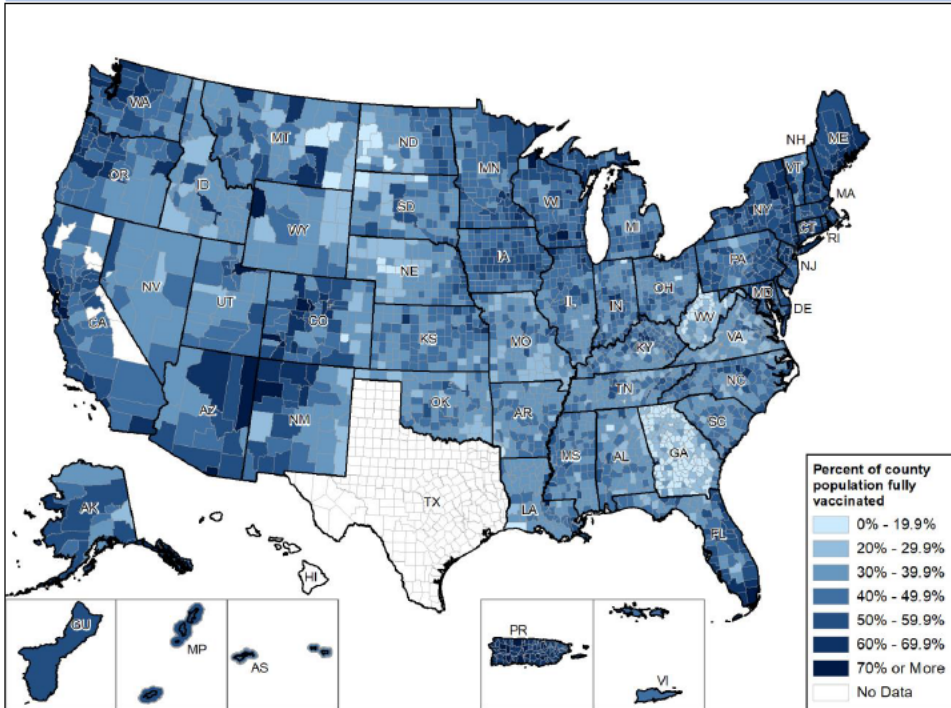 WA
MT
ND
MN
OR
ID
SD
WI
WY
MI
NH
VT
ME
NY
MA
CT
RI
NV
UT
NE
IA
PA
NJ
CA
CO
IL
IN
OH
MD
DE
KS
MO
WV
VA
KY
AZ
NM
OK
AR
TN
NC
SC
TX
LA
MS
AL
GA
FL
AK
HI
GU
MP
AS
PR
VI
Percent of county
population fully
vaccinated
0% - 19.9%
20% - 29.9%
30% - 39.9%
40% - 49.9%
50% - 59.9%
60% - 69.9%
70% or More
No Data